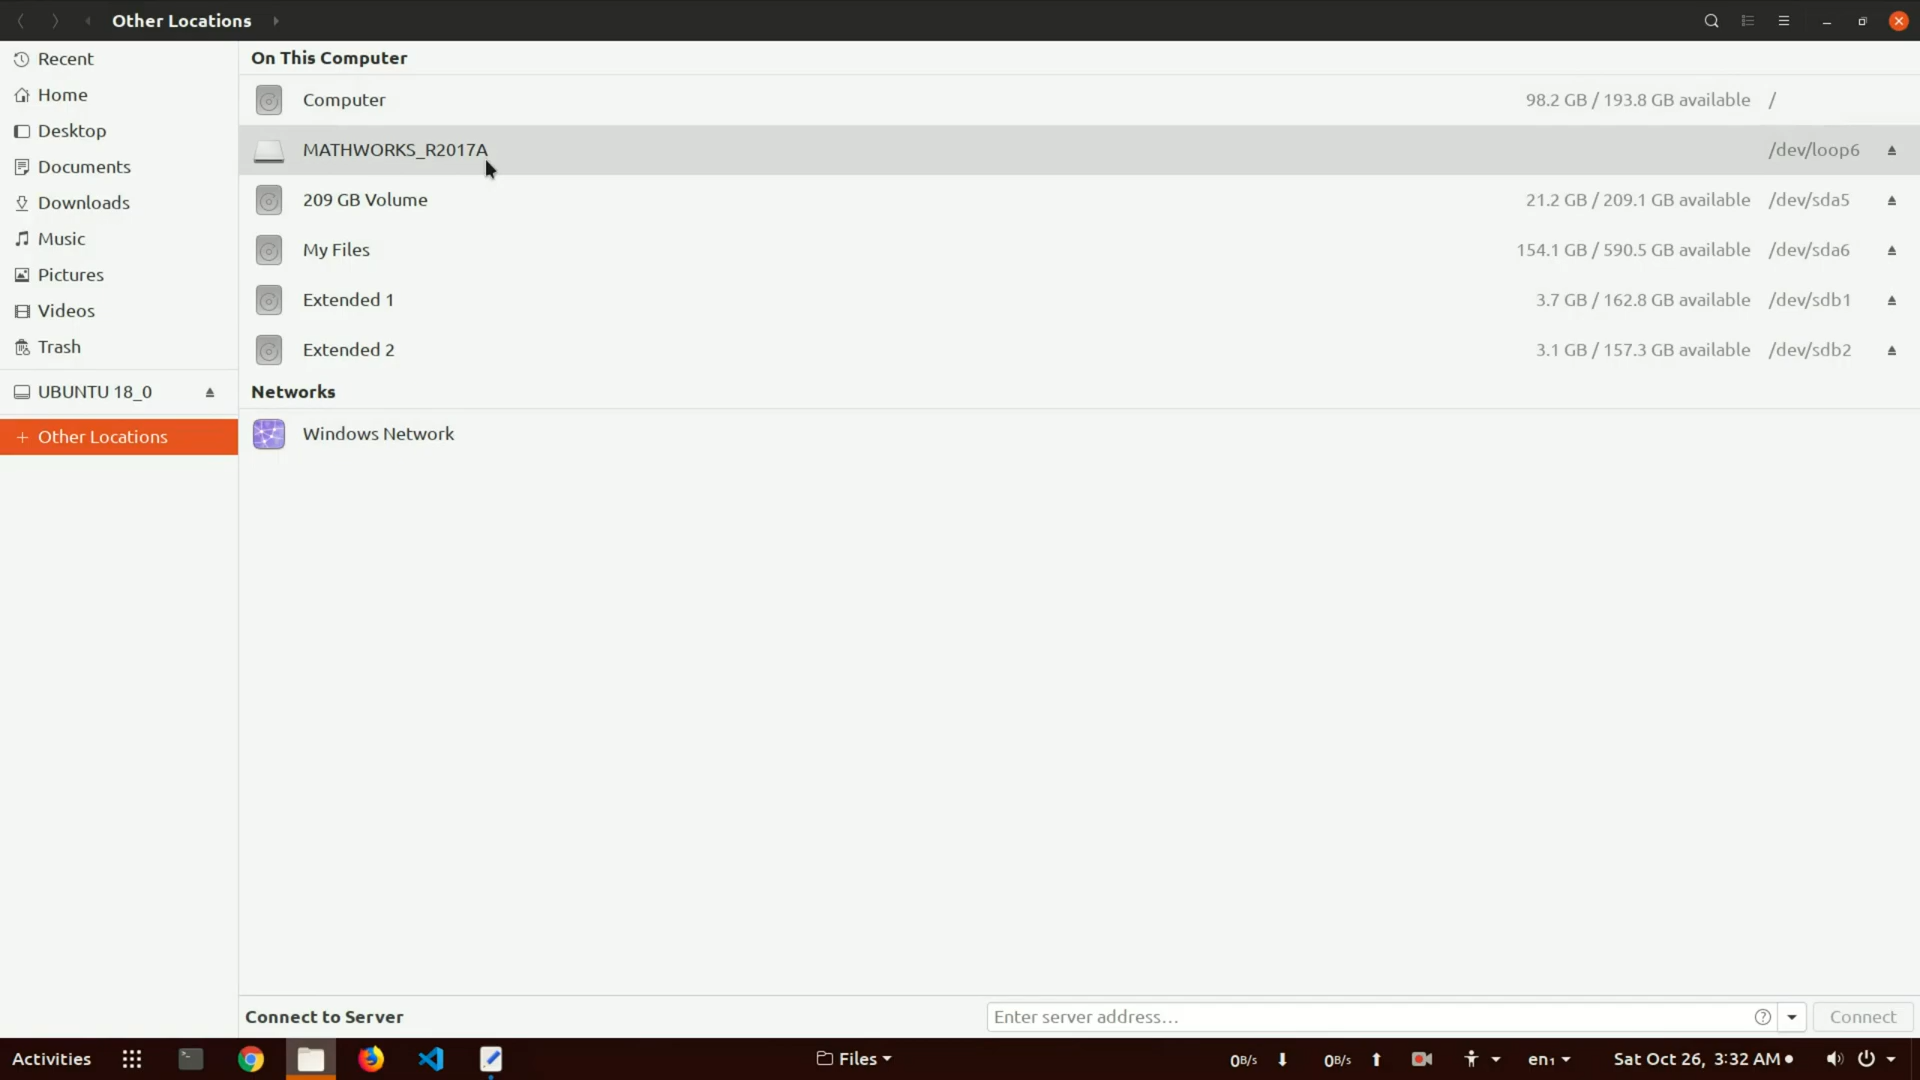 Other Locations
Recent
Home
Desktop
Documents
Downloads
Music
Pictures
Videos
Trash
UBUNTU 18_0
+ Other Locations
On This Computer
Computer 98.2 GB / 193.8 GB available /
MATHWORKS_R2017A /dev/loop6
209 GB Volume 21.2 GB / 209.1 GB available /dev/sda5
My Files 154.1 GB / 590.5 GB available /dev/sda6
Extended 1 3.7 GB / 162.8 GB available /dev/sdb1
Extended 2 3.1 GB / 157.3 GB available /dev/sdb2
Networks
Windows Network
Connect to Server Enter server address... Connect
Activities Files 0B/s 0B/s en1 Sat Oct 26, 3:32 AM